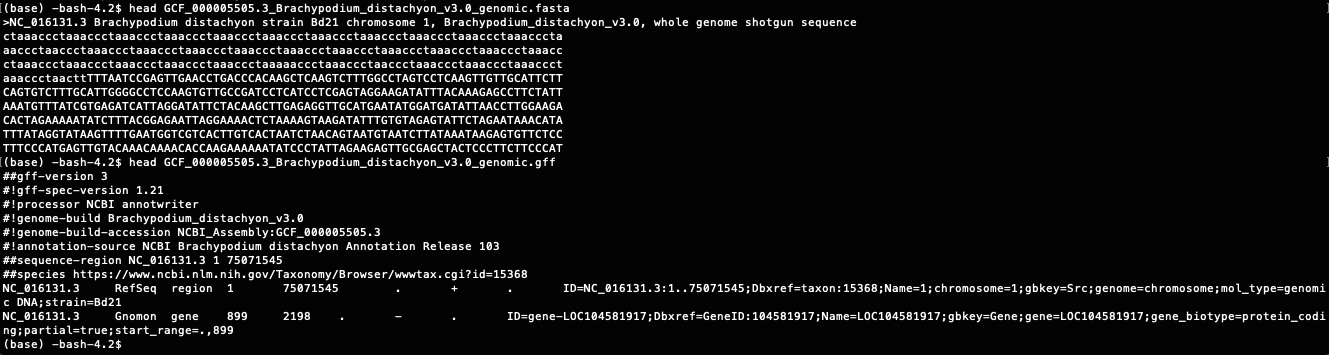 (base) -bash-4.2$ head GCF_000005505.3_Brachypodium_distachyon_v3.0_genomic.fasta
>NC_016131.3 Brachypodium distachyon strain Bd21 chromosome 1, Brachypodium_distachyon_v3.0, whole genome shotgun sequence
ctaaaccctaaaccctaaaccctaaaccctaaaccctaaaccctaaaccctaaaccctaaaccctaaaccctaaacccta
aaccctaaccctaaaccctaaaccctaaaccctaaaccctaaaccctaaaccctaaaccctaaaccctaaaccctaaacc
ctaaaccctaaaccctaaaccctaaaccctaaaccctaaaaaccctaaaccctaaccctaaaccctaaaccctaaaccct
aaaccctaactTTTAATCCGAGTTGAACCTGACCCACAAGCTCAAGTCTTTGGCCTAGTCCTCAAGTTGTTGCATTCTT
CAGTGTCTTTGCATTGGGGCCTCCAAGTGTTGCCGATCCTCATCCTCGAGTAGGAAGATATTTACAAAGAGCCTTCTATT
AAATGTTTATCGTGAGATCATTAGGATATTCTACAAGCTTGAGAGGTTGCATGAATATGGATGATATTAACCTTGGAAGA
CACTAGAAAAATATCTTTACGGAGAATTAGGAAAACTCTAAAAGTAAGATATTTGTGTAGAGTATTCTAGAATAAACATA
TTTATAGGTATAAGTTTTGAATGGTCGTCACTTGTCACTAATCTAACAGTAATGTAATCTTATAAATAAGAGTGTTCTCC
TTTCCCATGAGTTGTACAAACAAAACACCAAGAAAAAATATCCCTATTAGAAGAGTTGCGAGCTACTCCCTTCTTCCCAT
(base) -bash-4.2$ head GCF_000005505.3_Brachypodium_distachyon_v3.0_genomic.gff
##gff-version 3
#!gff-spec-version 1.21
#!processor NCBI annotwriter
#!genome-build Brachypodium_distachyon_v3.0
#!genome-build-accession NCBI_Assembly:GCF_000005505.3
#!annotation-source NCBI Brachypodium distachyon Annotation Release 103
##sequence-region NC_016131.3 1 75071545
##species https://www.ncbi.nlm.nih.gov/Taxonomy/Browser/wwwtax.cgi?id=15368
NC_016131.3 RefSeq region 1 75071545 . + . ID=NC_016131.3:1..75071545;Dbxref=taxon:15368;Name=1;chromosome=1;gbkey=Src;genome=chromosome;mol_type=genomi
c DNA;strain=Bd21
NC_016131.3 Gnomon gene 899 2198 . - . ID=gene-LOC104581917;Dbxref=GeneID:104581917;Name=LOC104581917;gbkey=Gene;gene=LOC104581917;gene_biotype=protein_codi
ng;partial=true;start_range=.,899
(base) -bash-4.2$